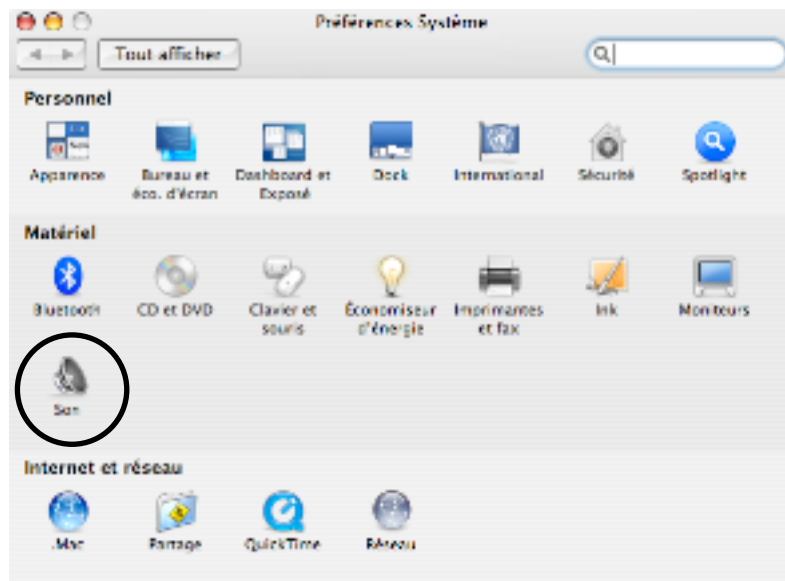 Préférences Système
Tout afficher
Personnel
Apparence
Bureau et
éco. d'écran
Dashboard et
Exposé
Dock
International
Sécurité
Spotlight
Matériel
Bluetooth
CD et DVD
Clavier et
souris
Économiseur
d'énergie
Imprimantes
et fax
Ink
Moniteurs
Son
Internet et réseau
.Mac
Partage
QuickTime
Réseau